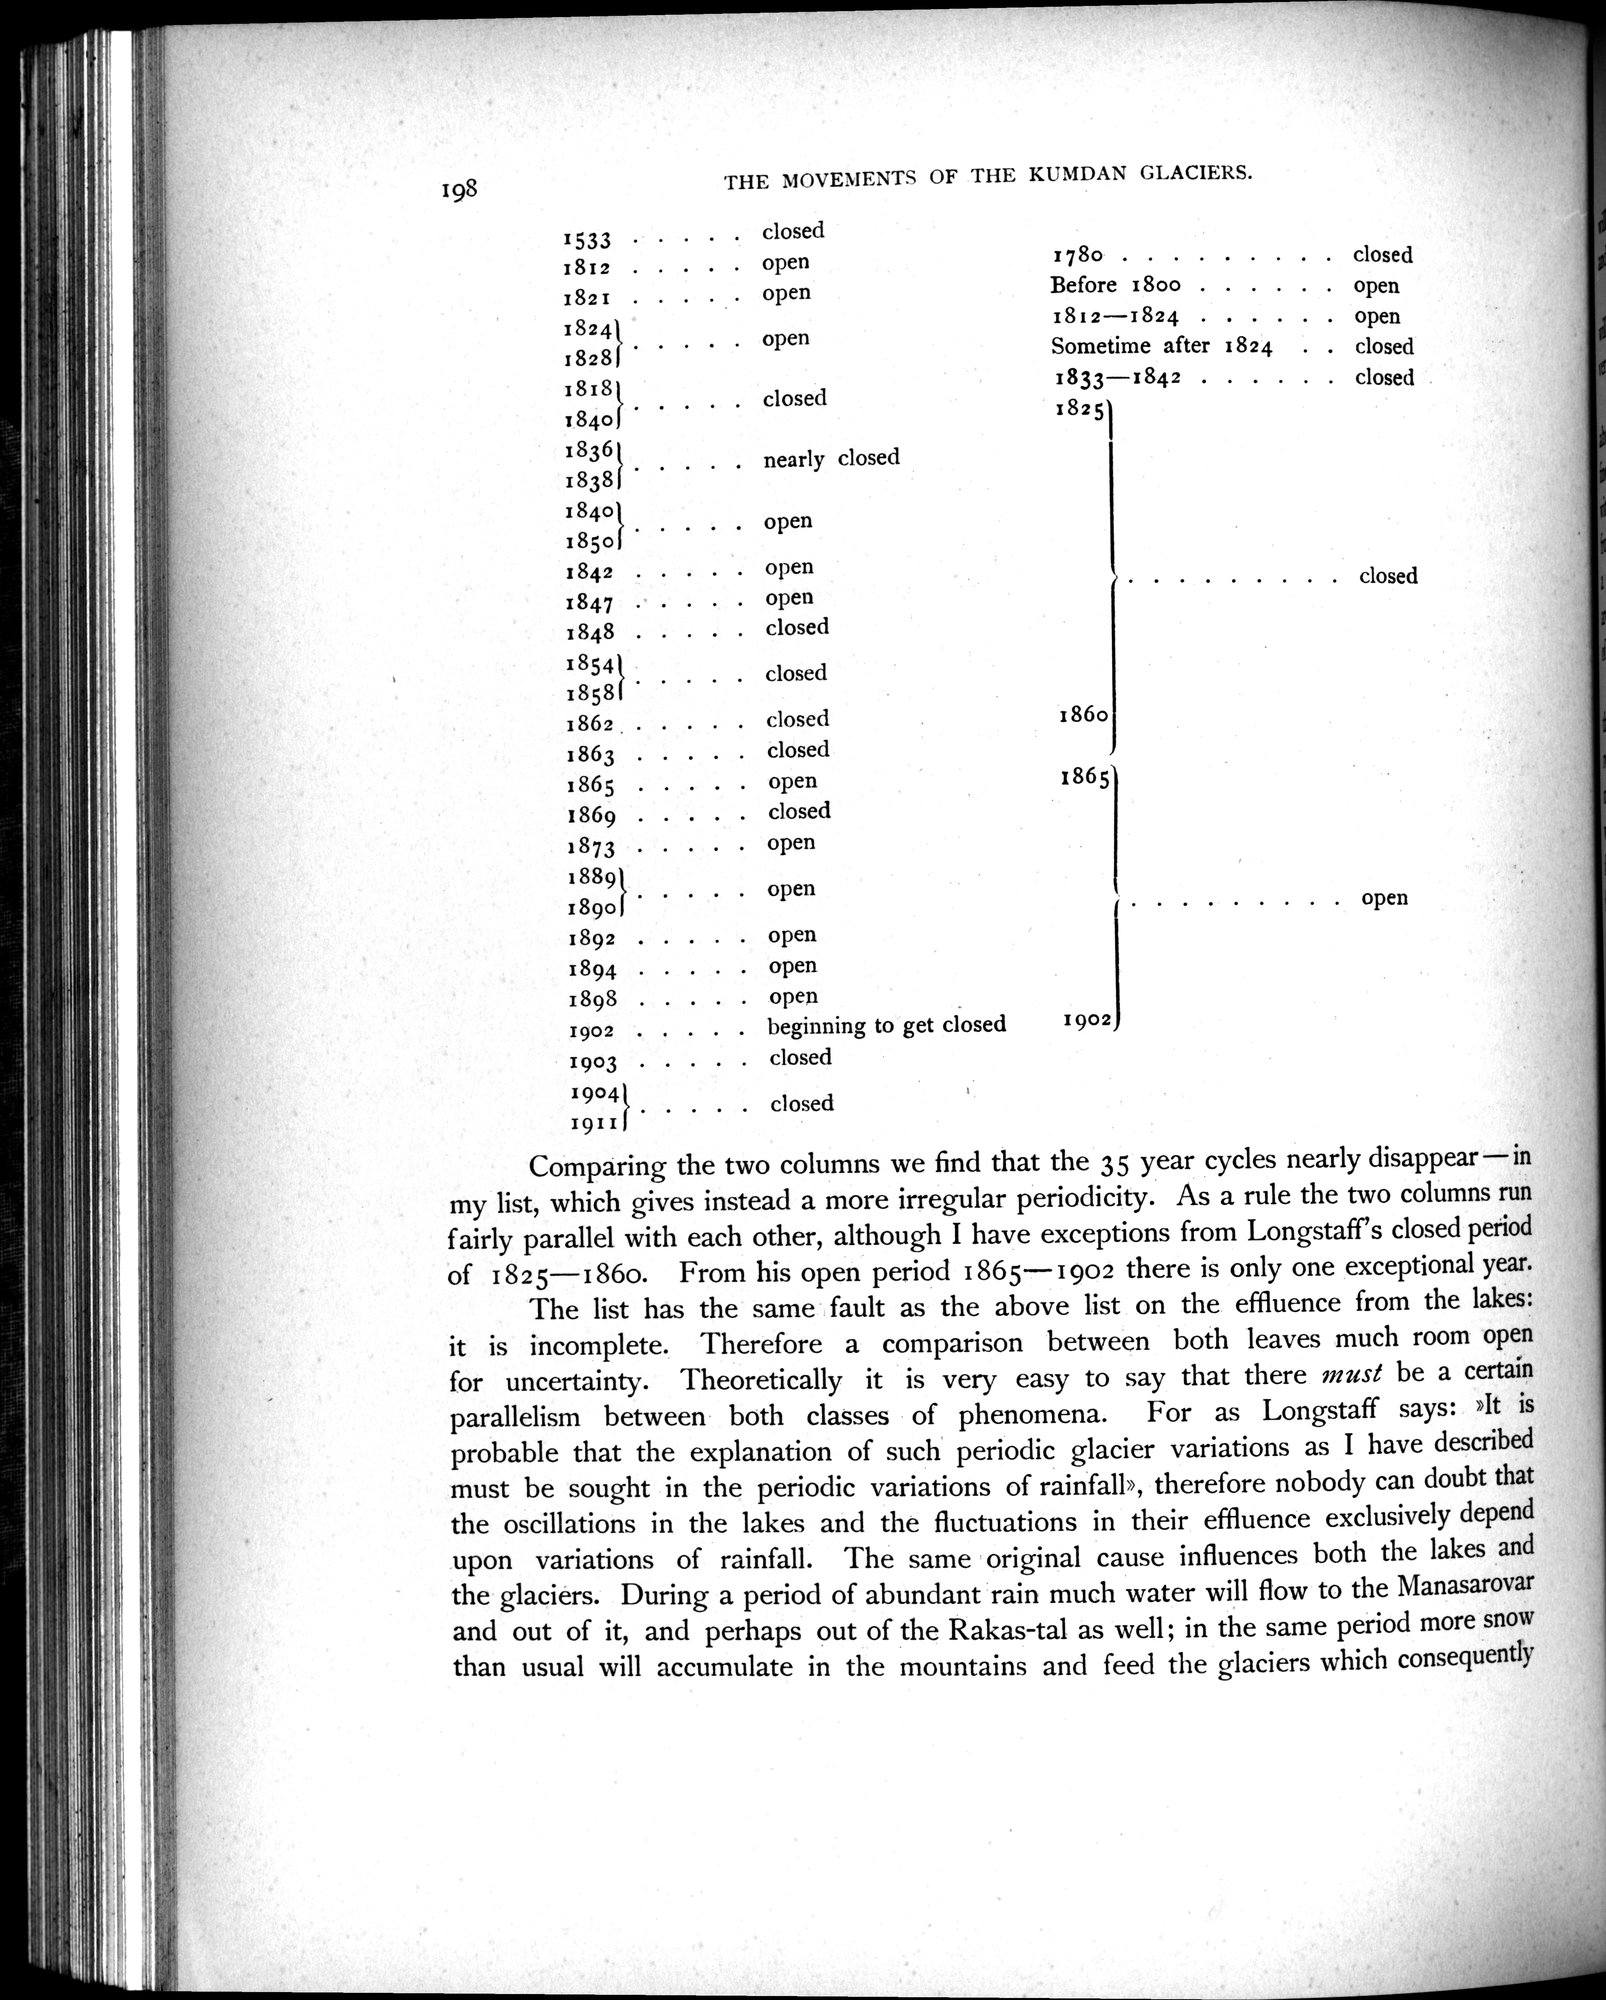 198
THE MOVEMENTS OF THE KUMDAN GLACIERS.
1533 . . . . . closed
1812 . . . . . open
1821 . . . . . open
1824
1828 } . . . . . open
1818
1840 } . . . . . closed
1836
1838 } . . . . . nearly closed
1840
1850 } . . . . . open
1842 . . . . . open
1847 . . . . . open
1848 . . . . . closed
1854
1858 } . . . . . closed
1862 . . . . . closed
1863 . . . . . closed
1865 . . . . . open
1869 . . . . . closed
1873 . . . . . open
1889
1890 } . . . . . open
1892 . . . . . open
1894 . . . . . open
1898 . . . . . open
1902 . . . . . beginning to get closed
1903 . . . . . closed
1904
1911 } . . . . . closed
1780 . . . . . . . . . closed
Before 1800 . . . . . . open
1812—1824 . . . . . . open
Sometime after 1824 . . closed
1833—1842 . . . . . . closed
1825
} . . . . . . . . . closed
1860
1865
} . . . . . . . . . open
1902
Comparing the two columns we find that the 35 year cycles nearly disappear — in
my list, which gives instead a more irregular periodicity. As a rule the two columns run
fairly parallel with each other, although I have exceptions from Longstaff's closed period
of 1825—1860. From his open period 1865—1902 there is only one exceptional year.
The list has the same fault as the above list on the effluence from the lakes:
it is incomplete. Therefore a comparison between both leaves much room open
for uncertainty. Theoretically it is very easy to say that there must be a certain
parallelism between both classes of phenomena. For as Longstaff says: »It is
probable that the explanation of such periodic glacier variations as I have described
must be sought in the periodic variations of rainfall», therefore nobody can doubt that
the oscillations in the lakes and the fluctuations in their effluence exclusively depend
upon variations of rainfall. The same original cause influences both the lakes and
the glaciers. During a period of abundant rain much water will flow to the Manasarovar
and out of it, and perhaps out of the Rakas-tal as well; in the same period more snow
than usual will accumulate in the mountains and feed the glaciers which consequently